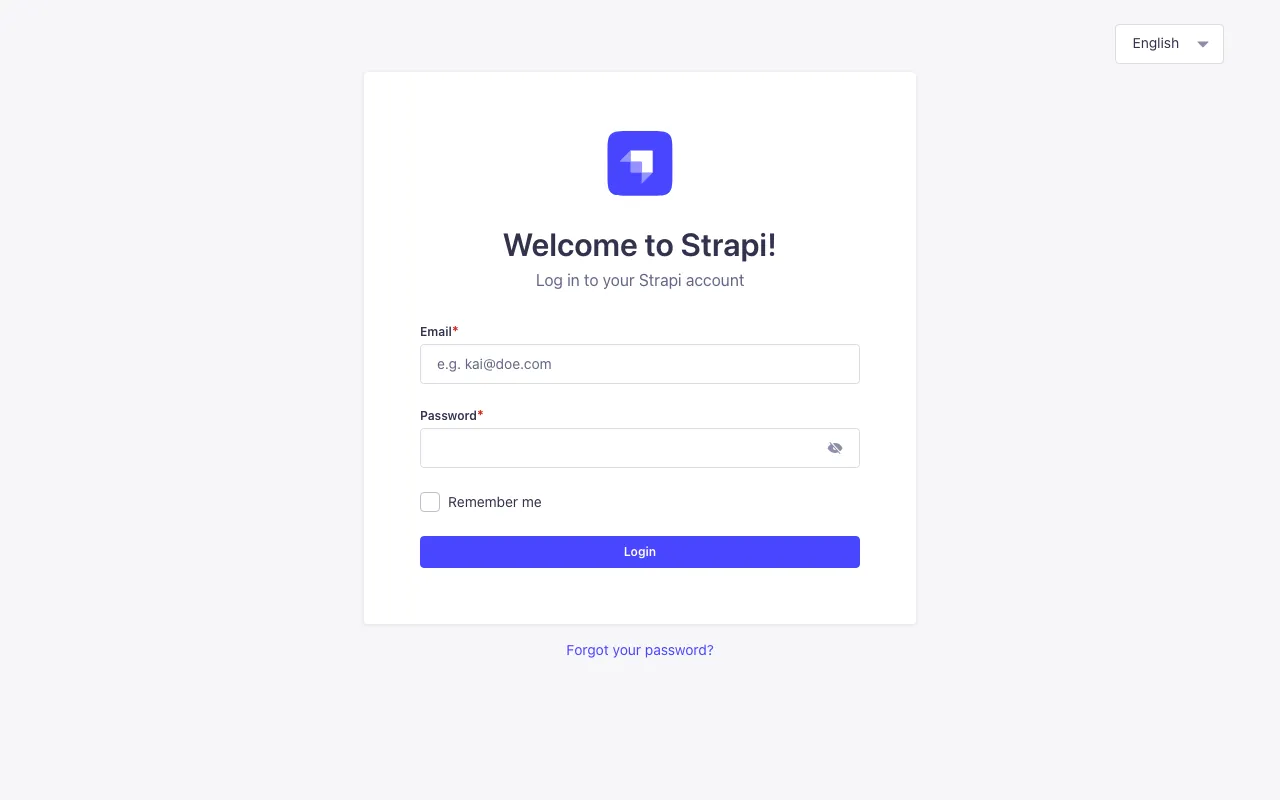 English
Welcome to Strapi!
Log in to your Strapi account
Email*
e.g. kai@doe.com
Password*
Remember me
Login
Forgot your password?